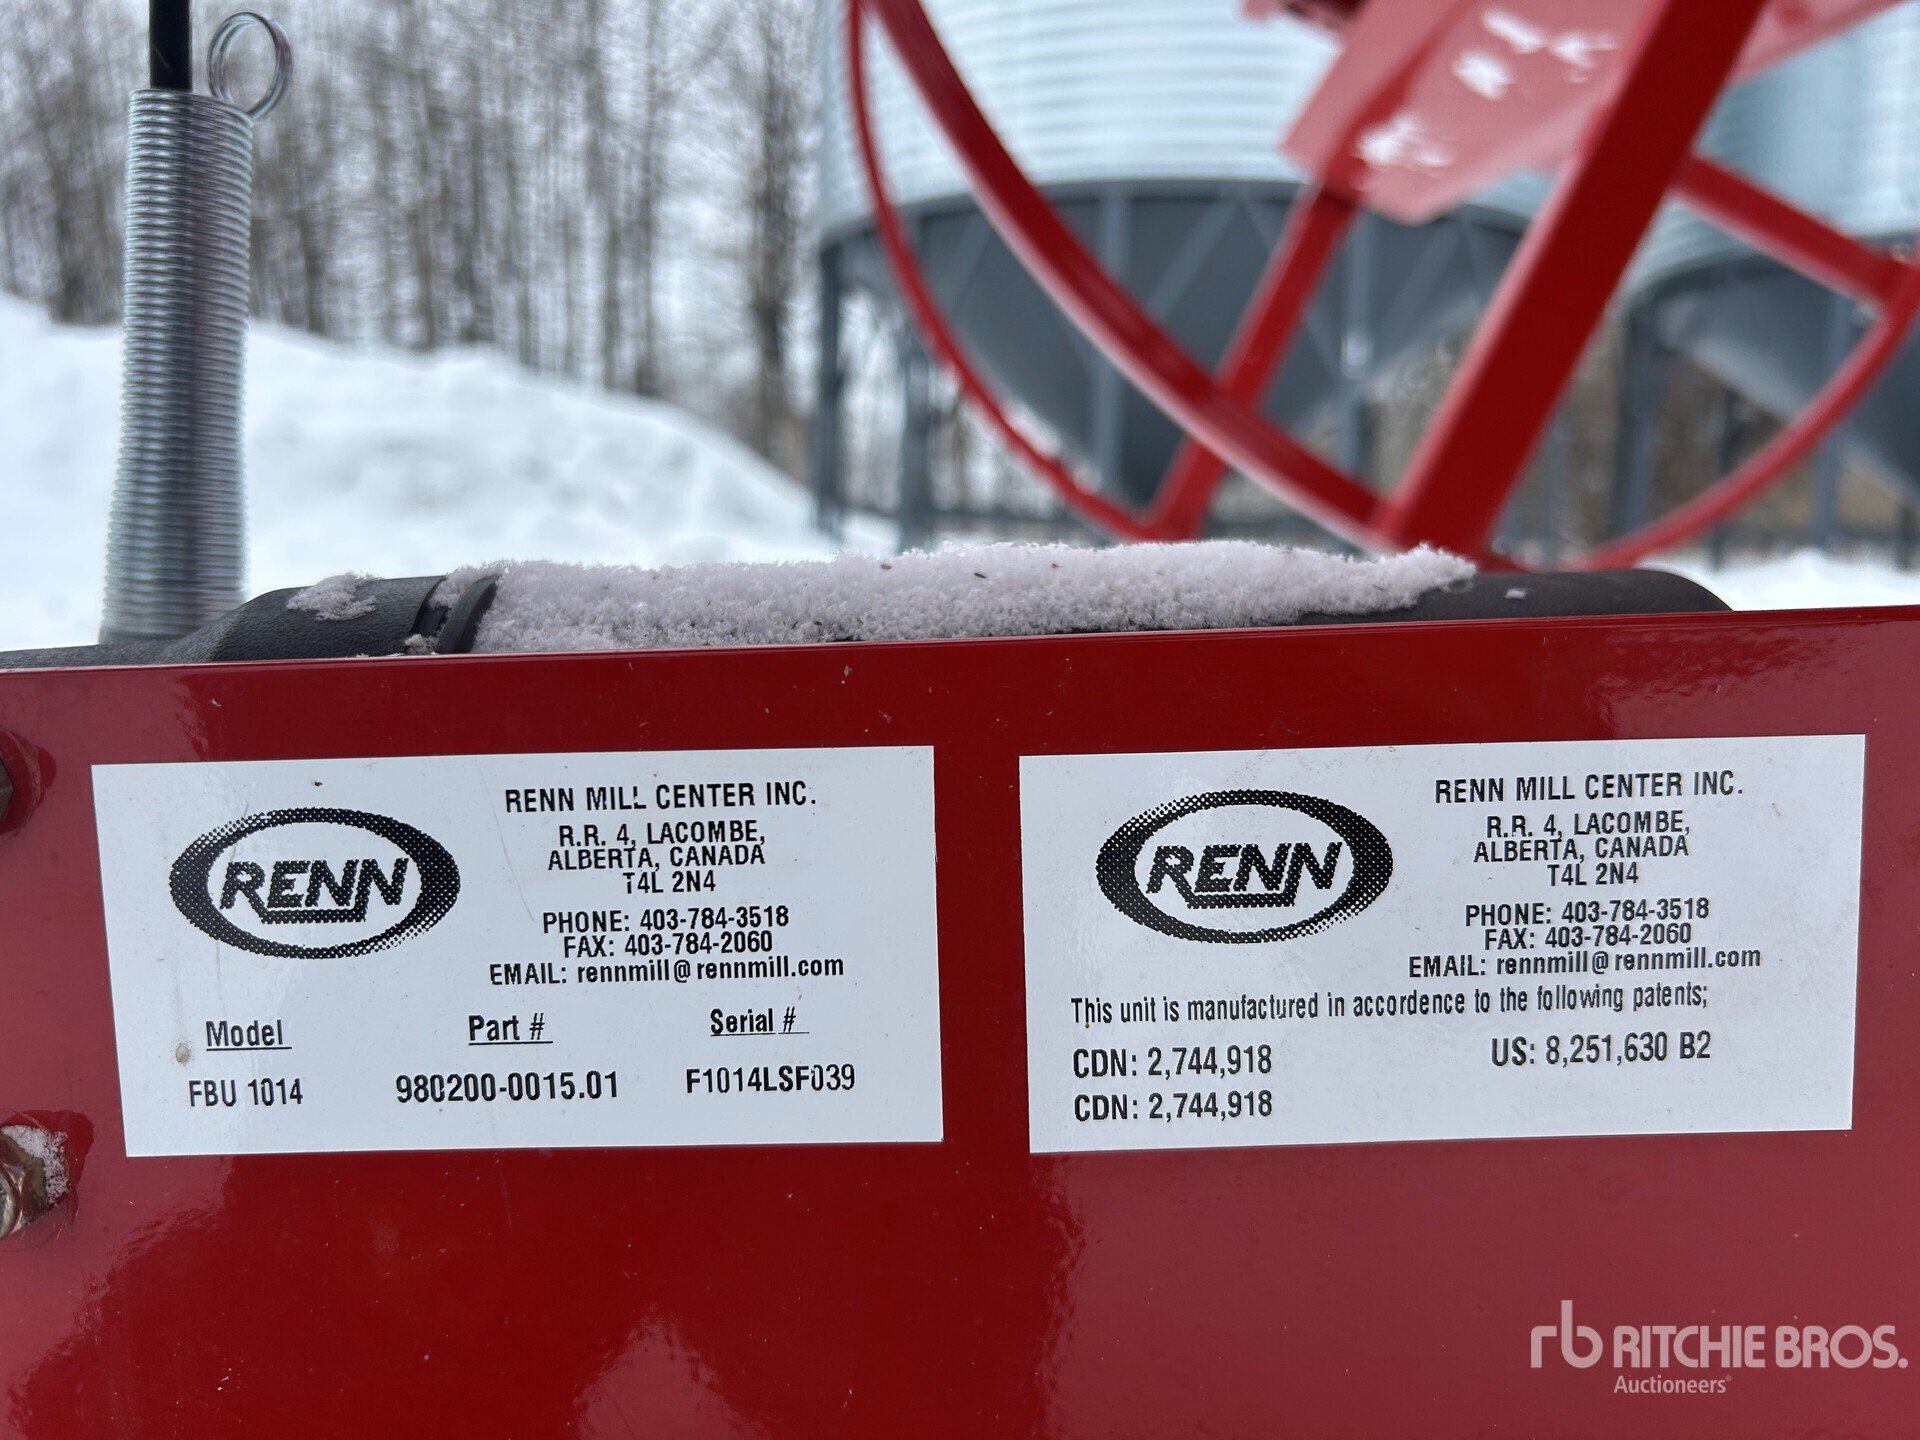 RENN
RENN MILL CENTER INC.
R.R. 4, LACOMBE,
ALBERTA, CANADA
T4L 2N4
PHONE: 403-784-3518
FAX: 403-784-2060
EMAIL: rennmill@rennmill.com
Model Part # Serial #
FBU 1014 980200-0015.01 F1014LSF039
RENN
RENN MILL CENTER INC.
R.R. 4, LACOMBE,
ALBERTA, CANADA
T4L 2N4
PHONE: 403-784-3518
FAX: 403-784-2060
EMAIL: rennmill@rennmill.com
This unit is manufactured in accordence to the following patents;
CDN: 2,744,918 US: 8,251,630 B2
CDN: 2,744,918
rb RITCHIE BROS.
Auctioneers